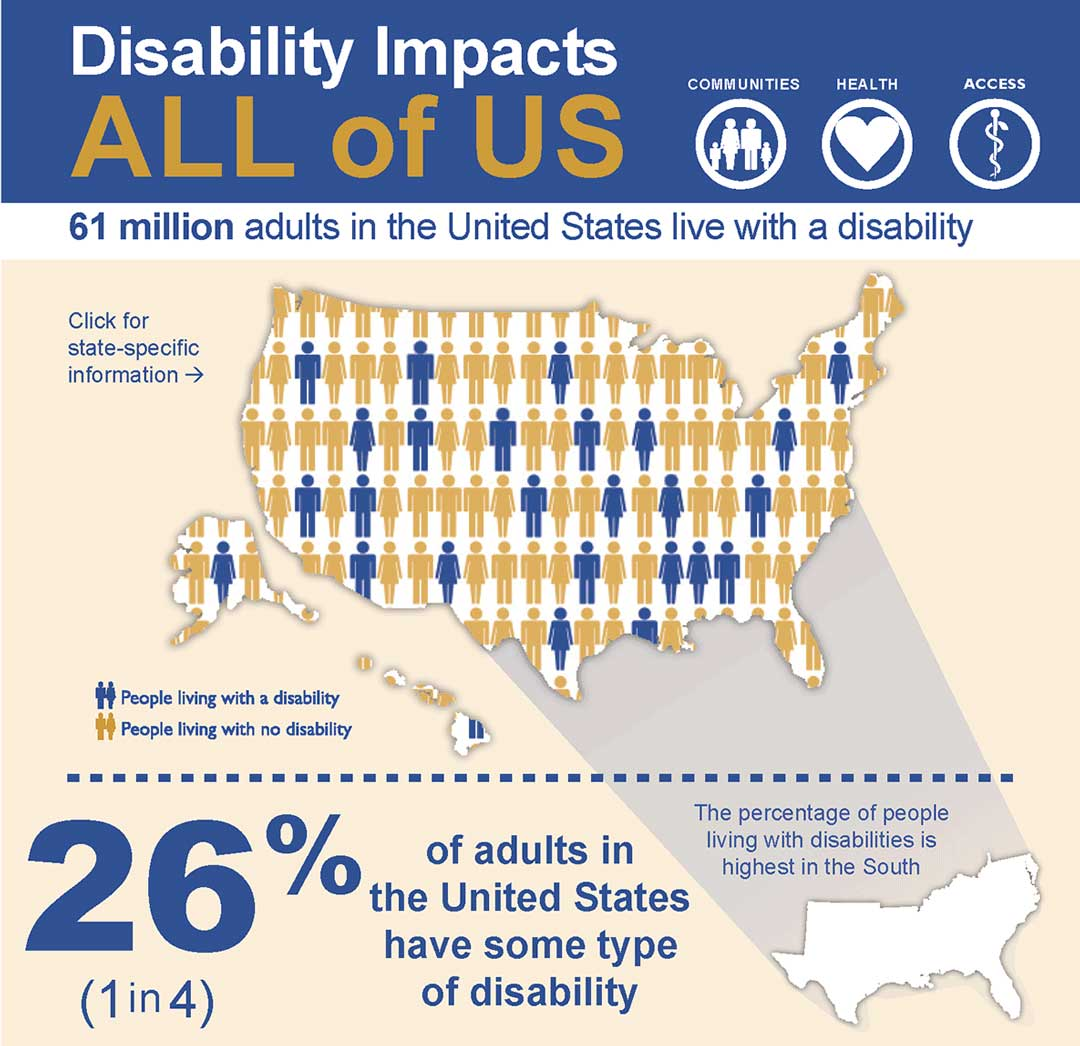 Disability Impacts
ALL of US
COMMUNITIES
HEALTH
ACCESS
61 million adults in the United States live with a disability
Click for
state-specific
information →
People living with a disability
People living with no disability
26%
(1 in 4)
of adults in
the United States
have some type
of disability
The percentage of people
living with disabilities is
highest in the South